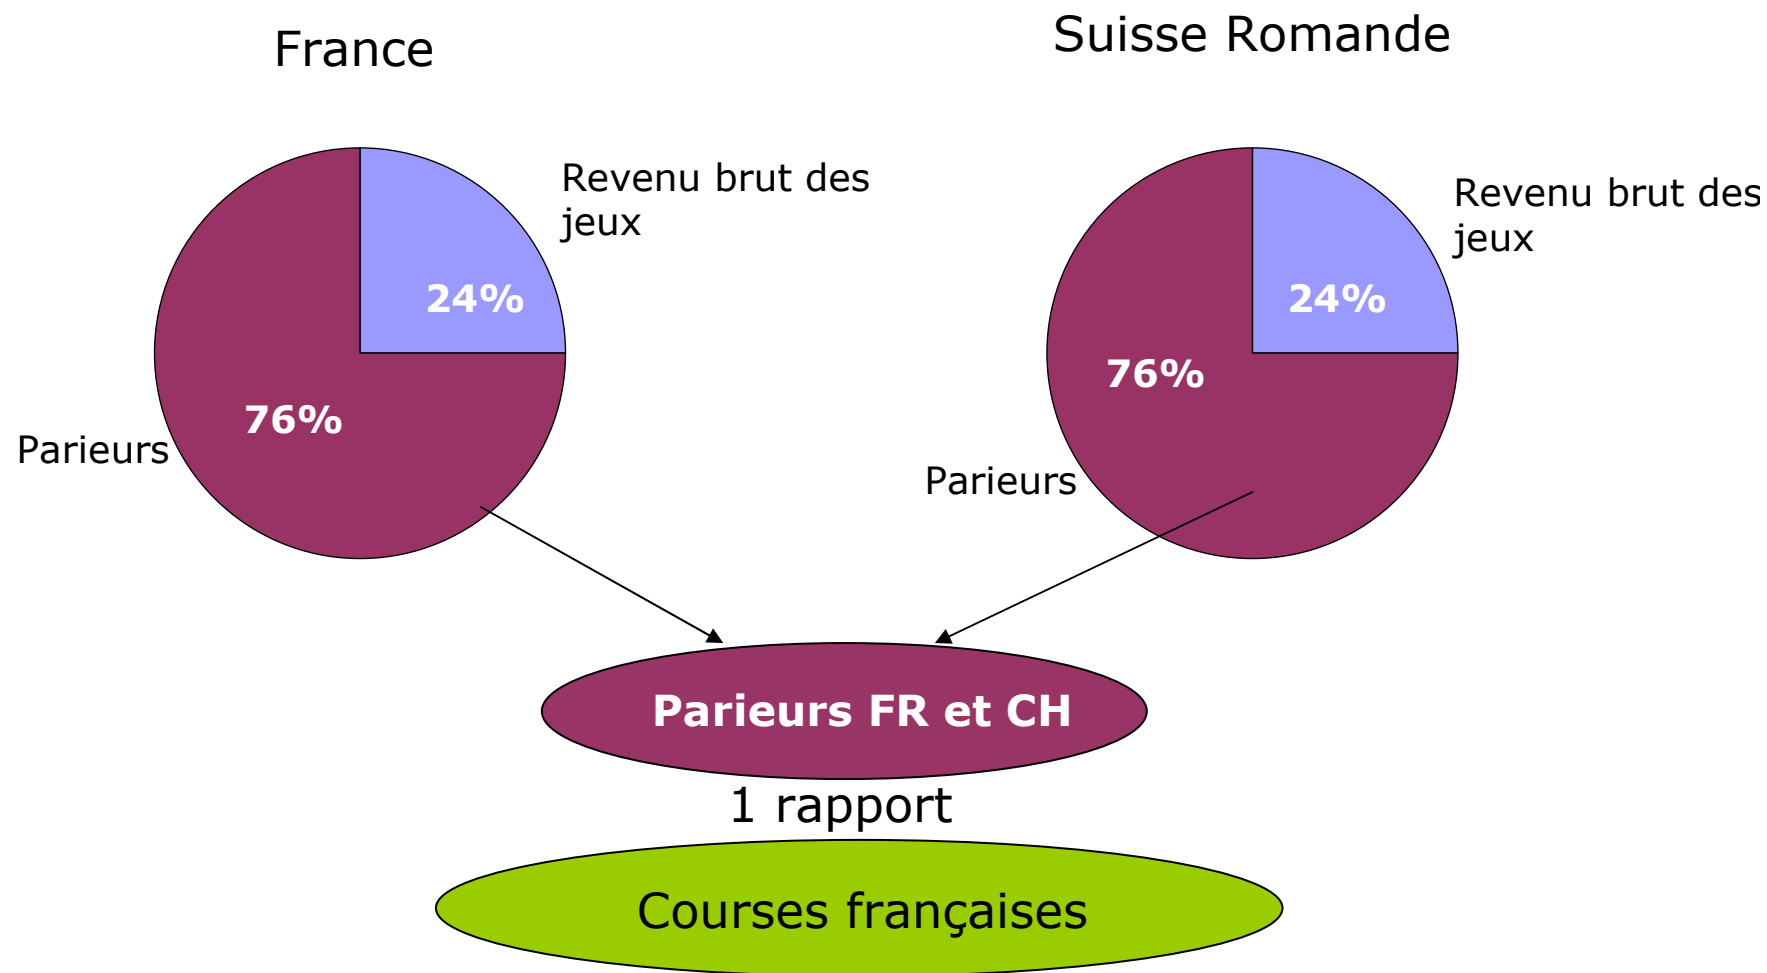 France
Suisse Romande
Revenu brut des
jeux
24%
76%
Parieurs
Revenu brut des
jeux
24%
76%
Parieurs
Parieurs FR et CH
1 rapport
Courses françaises